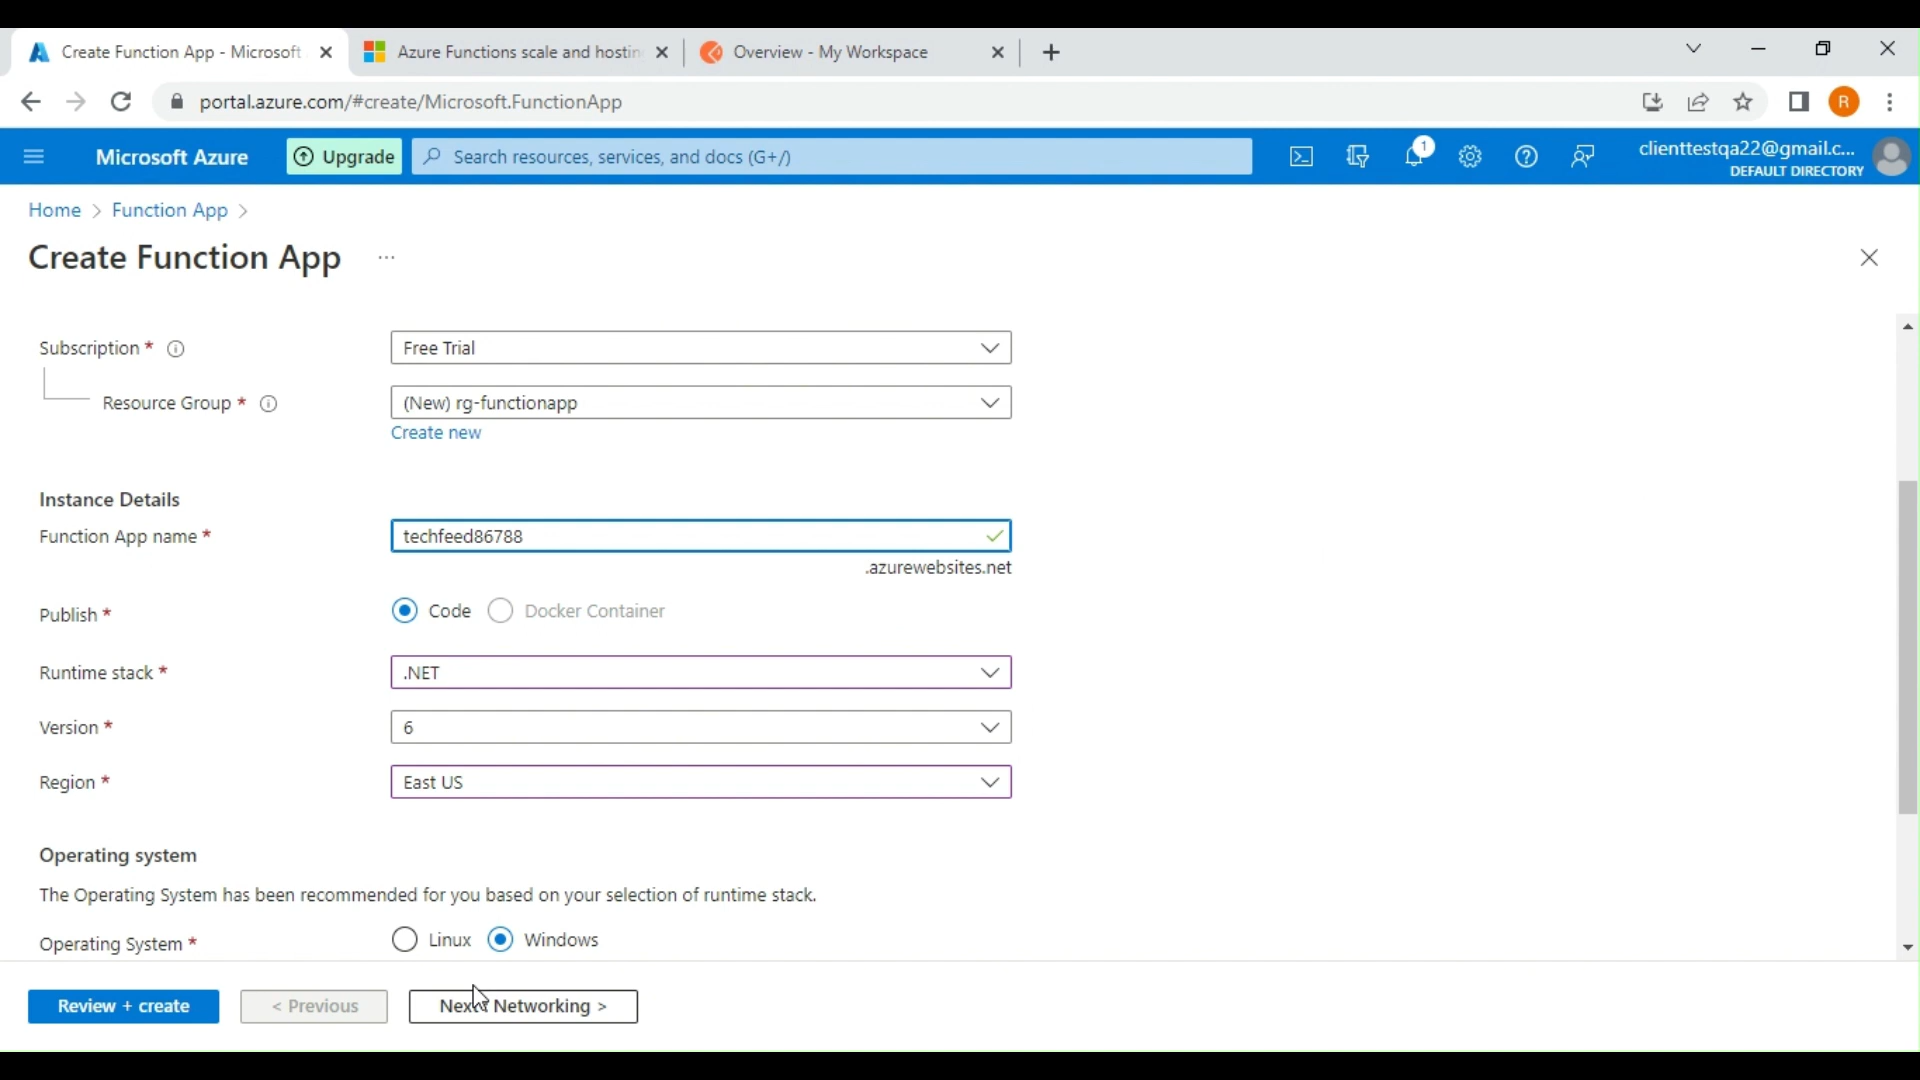 Create Function App - Microsoft
Azure Functions scale and hostin
Overview - My Workspace
portal.azure.com/#create/Microsoft.FunctionApp
R
Microsoft Azure
Upgrade
Search resources, services, and docs (G+/)
1
clienttestqa22@gmail.c...
DEFAULT DIRECTORY
Home > Function App >
Create Function App ...
Subscription *
Free Trial
Resource Group *
(New) rg-functionapp
Create new
Instance Details
Function App name *
techfeed86788
.azurewebsites.net
Publish *
Code
Docker Container
Runtime stack *
.NET
Version *
6
Region *
East US
Operating system
The Operating System has been recommended for you based on your selection of runtime stack.
Operating System *
Linux
Windows
Review + create
< Previous
Next: Networking >